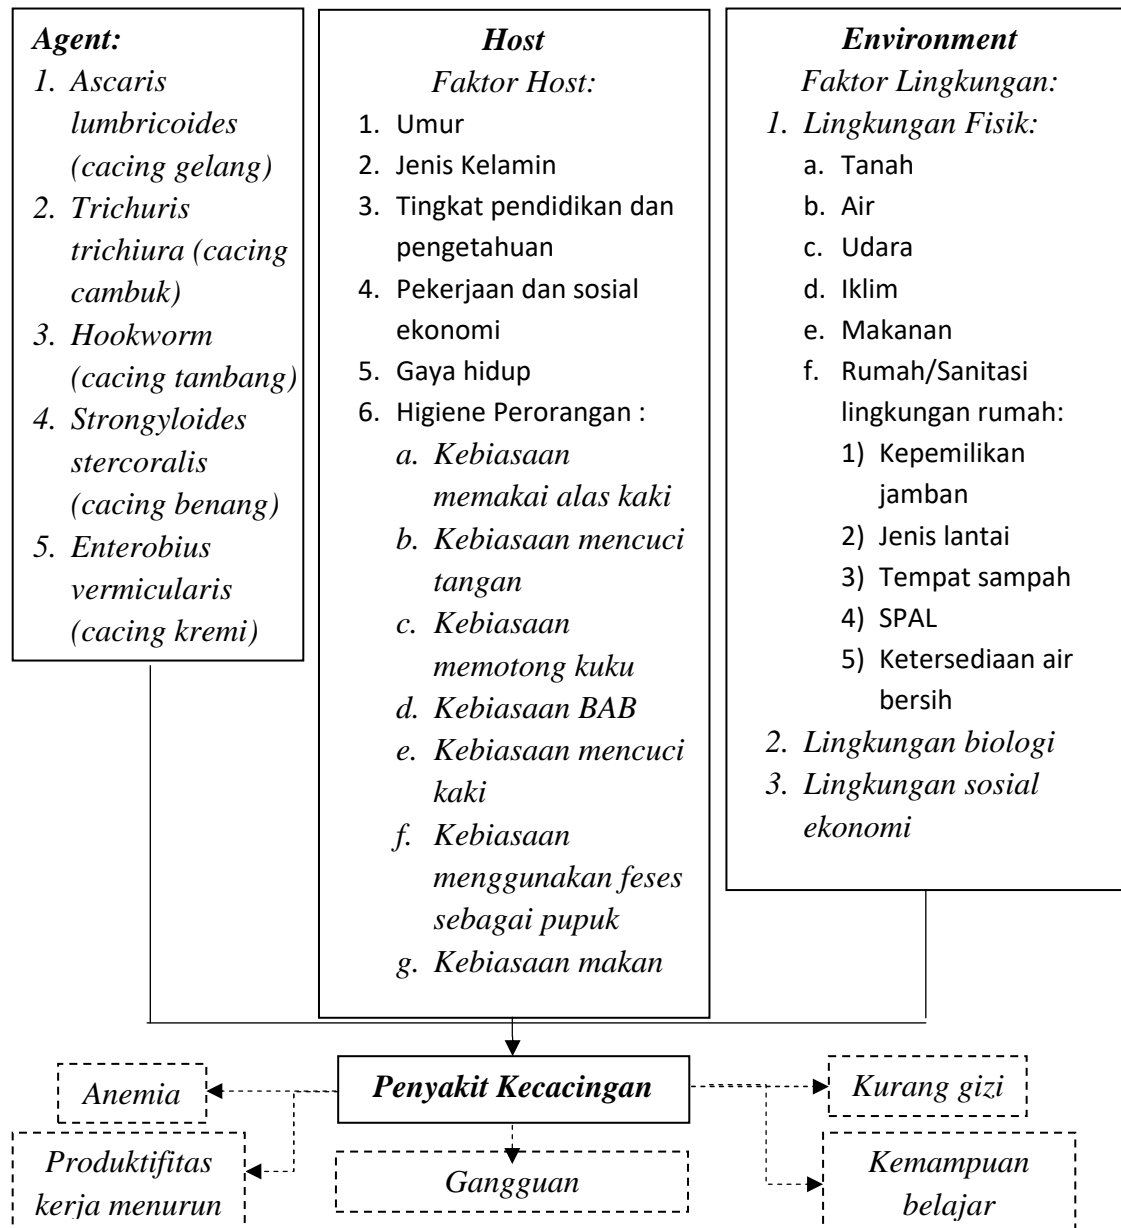 Agent:
1. Ascaris
lumbricoides
(cacing gelang)
2. Trichuris
trichiura (cacing
cambuk)
3. Hookworm
(cacing tambang)
4. Strongyloides
stercoralis
(cacing benang)
5. Enterobius
vermicularis
(cacing kremi)
Host
Faktor Host:
1. Umur
2. Jenis Kelamin
3. Tingkat pendidikan dan
pengetahuan
4. Pekerjaan dan sosial
ekonomi
5. Gaya hidup
6. Higiene Perorangan :
a. Kebiasaan
memakai alas kaki
b. Kebiasaan mencuci
tangan
c. Kebiasaan
memotong kuku
d. Kebiasaan BAB
e. Kebiasaan mencuci
kaki
f. Kebiasaan
menggunakan feses
sebagai pupuk
g. Kebiasaan makan
Environment
Faktor Lingkungan:
1. Lingkungan Fisik:
a. Tanah
b. Air
c. Udara
d. Iklim
e. Makanan
f. Rumah/Sanitasi
lingkungan rumah:
1) Kepemilikan
jamban
2) Jenis lantai
3) Tempat sampah
4) SPAL
5) Ketersediaan air
bersih
2. Lingkungan biologi
3. Lingkungan sosial
ekonomi
Penyakit Kecacingan
Anemia
Kurang gizi
Produktifitas
kerja menurun
Gangguan
Kemampuan
belajar